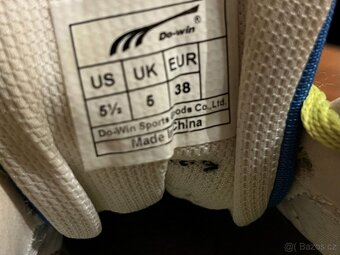 Do-win®
US UK EUR
5½ 5 38
Do-Win Sports Goods Co.,Ltd.
Made in China
Bazos.cz